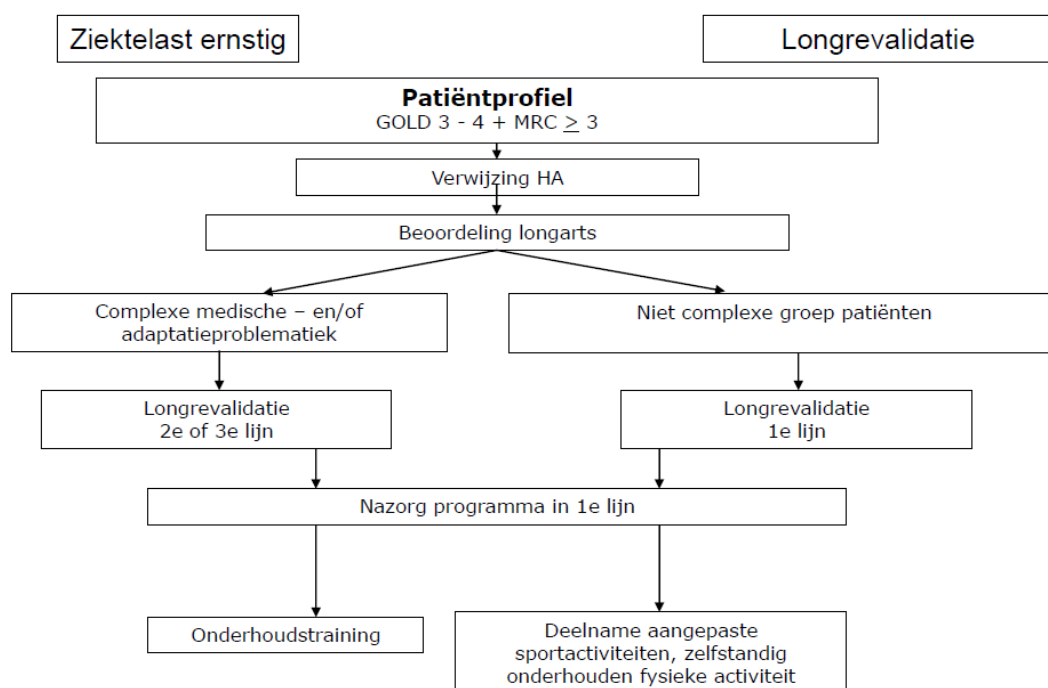 Ziektelast ernstig
Longrevalidatie
Patiëntprofiel
GOLD 3 - 4 + MRC ≥ 3
Verwijzing HA
Beoordeling longarts
Complexe medische – en/of
adaptatieproblematiek
Niet complexe groep patiënten
Longrevalidatie
2e of 3e lijn
Longrevalidatie
1e lijn
Nazorg programma in 1e lijn
Onderhoudstraining
Deelname aangepaste
sportactiviteiten, zelfstandig
onderhouden fysieke activiteit